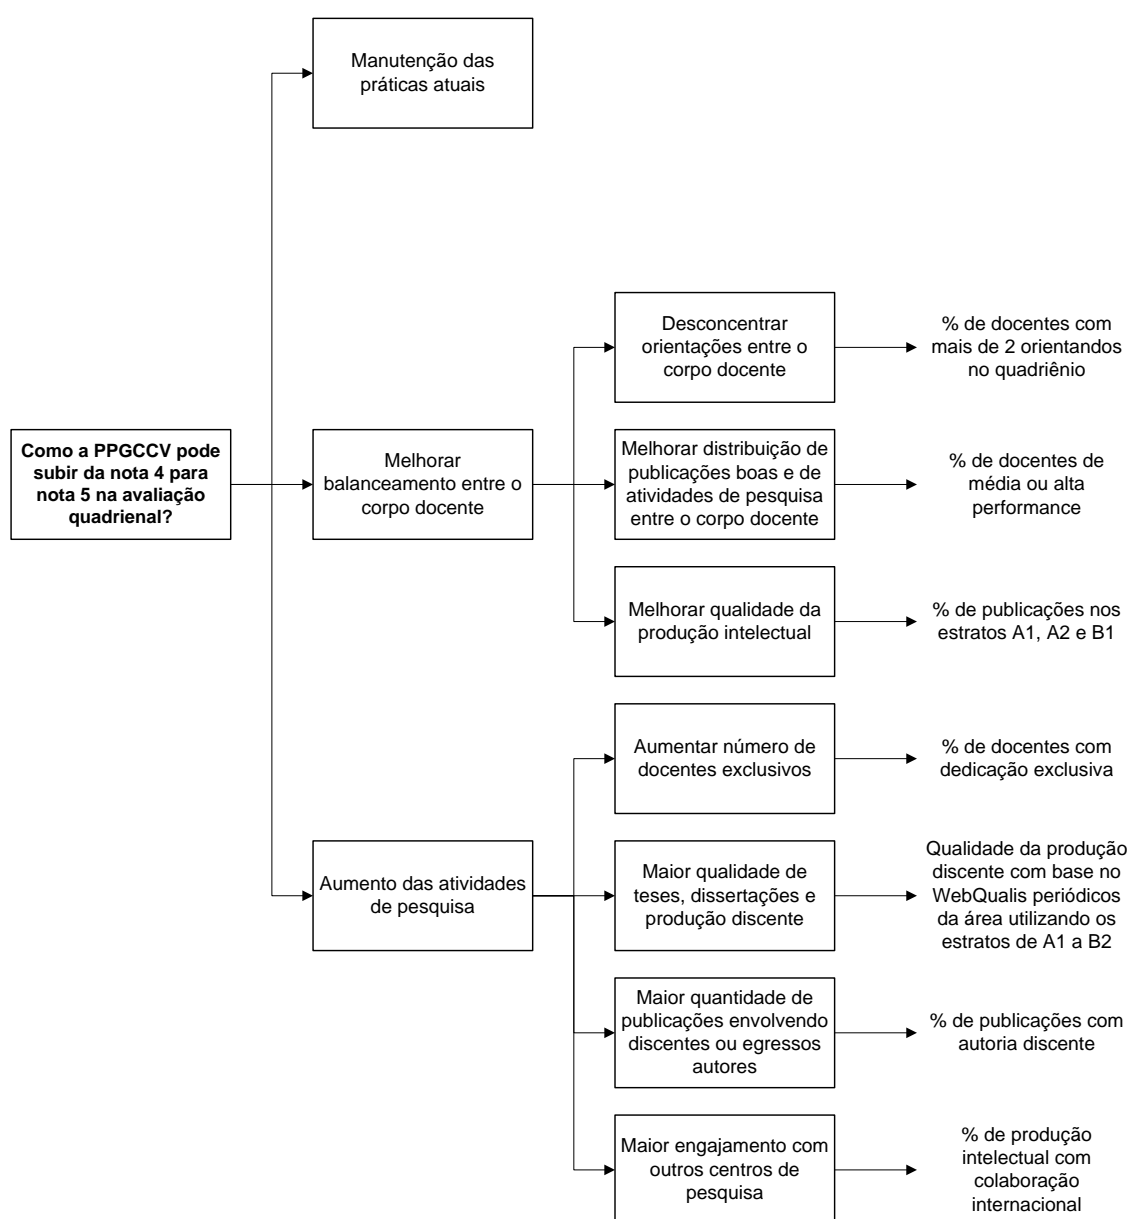 Manutenção das
práticas atuais
Desconcentrar
orientações entre o
corpo docente
% de docentes com
mais de 2 orientandos
no quadriênio
Como a PPGCCV pode
subir da nota 4 para
nota 5 na avaliação
quadrienal?
Melhorar
balanceamento entre o
corpo docente
Melhorar distribuição de
publicações boas e de
atividades de pesquisa
entre o corpo docente
% de docentes de
média ou alta
performance
Melhorar qualidade da
produção intelectual
% de publicações nos
estratos A1, A2 e B1
Aumentar número de
docentes exclusivos
% de docentes com
dedicação exclusiva
Aumento das atividades
de pesquisa
Maior qualidade de
teses, dissertações e
produção discente
Qualidade da produção
discente com base no
WebQualis periódicos
da área utilizando os
estratos de A1 a B2
Maior quantidade de
publicações envolvendo
discentes ou egressos
autores
% de publicações com
autoria discente
Maior engajamento com
outros centros de
pesquisa
% de produção
intelectual com
colaboração
internacional